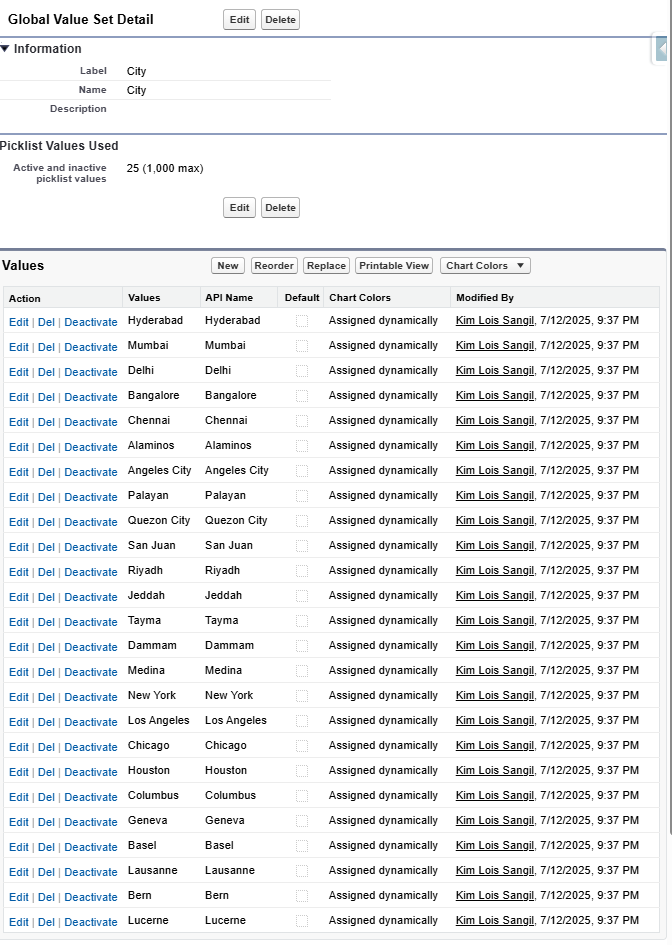 Global Value Set Detail Edit Delete
Information
Label City
Name City
Description
Picklist Values Used
Active and inactive picklist values 25 (1,000 max)
Edit Delete
Values New Reorder Replace Printable View Chart Colors
Action Values API Name Default Chart Colors Modified By
Edit | Del | Deactivate Hyderabad Hyderabad Assigned dynamically Kim Lois Sangil, 7/12/2025, 9:37 PM
Edit | Del | Deactivate Mumbai Mumbai Assigned dynamically Kim Lois Sangil, 7/12/2025, 9:37 PM
Edit | Del | Deactivate Delhi Delhi Assigned dynamically Kim Lois Sangil, 7/12/2025, 9:37 PM
Edit | Del | Deactivate Bangalore Bangalore Assigned dynamically Kim Lois Sangil, 7/12/2025, 9:37 PM
Edit | Del | Deactivate Chennai Chennai Assigned dynamically Kim Lois Sangil, 7/12/2025, 9:37 PM
Edit | Del | Deactivate Alaminos Alaminos Assigned dynamically Kim Lois Sangil, 7/12/2025, 9:37 PM
Edit | Del | Deactivate Angeles City Angeles City Assigned dynamically Kim Lois Sangil, 7/12/2025, 9:37 PM
Edit | Del | Deactivate Palayan Palayan Assigned dynamically Kim Lois Sangil, 7/12/2025, 9:37 PM
Edit | Del | Deactivate Quezon City Quezon City Assigned dynamically Kim Lois Sangil, 7/12/2025, 9:37 PM
Edit | Del | Deactivate San Juan San Juan Assigned dynamically Kim Lois Sangil, 7/12/2025, 9:37 PM
Edit | Del | Deactivate Riyadh Riyadh Assigned dynamically Kim Lois Sangil, 7/12/2025, 9:37 PM
Edit | Del | Deactivate Jeddah Jeddah Assigned dynamically Kim Lois Sangil, 7/12/2025, 9:37 PM
Edit | Del | Deactivate Tayma Tayma Assigned dynamically Kim Lois Sangil, 7/12/2025, 9:37 PM
Edit | Del | Deactivate Dammam Dammam Assigned dynamically Kim Lois Sangil, 7/12/2025, 9:37 PM
Edit | Del | Deactivate Medina Medina Assigned dynamically Kim Lois Sangil, 7/12/2025, 9:37 PM
Edit | Del | Deactivate New York New York Assigned dynamically Kim Lois Sangil, 7/12/2025, 9:37 PM
Edit | Del | Deactivate Los Angeles Los Angeles Assigned dynamically Kim Lois Sangil, 7/12/2025, 9:37 PM
Edit | Del | Deactivate Chicago Chicago Assigned dynamically Kim Lois Sangil, 7/12/2025, 9:37 PM
Edit | Del | Deactivate Houston Houston Assigned dynamically Kim Lois Sangil, 7/12/2025, 9:37 PM
Edit | Del | Deactivate Columbus Columbus Assigned dynamically Kim Lois Sangil, 7/12/2025, 9:37 PM
Edit | Del | Deactivate Geneva Geneva Assigned dynamically Kim Lois Sangil, 7/12/2025, 9:37 PM
Edit | Del | Deactivate Basel Basel Assigned dynamically Kim Lois Sangil, 7/12/2025, 9:37 PM
Edit | Del | Deactivate Lausanne Lausanne Assigned dynamically Kim Lois Sangil, 7/12/2025, 9:37 PM
Edit | Del | Deactivate Bern Bern Assigned dynamically Kim Lois Sangil, 7/12/2025, 9:37 PM
Edit | Del | Deactivate Lucerne Lucerne Assigned dynamically Kim Lois Sangil, 7/12/2025, 9:37 PM